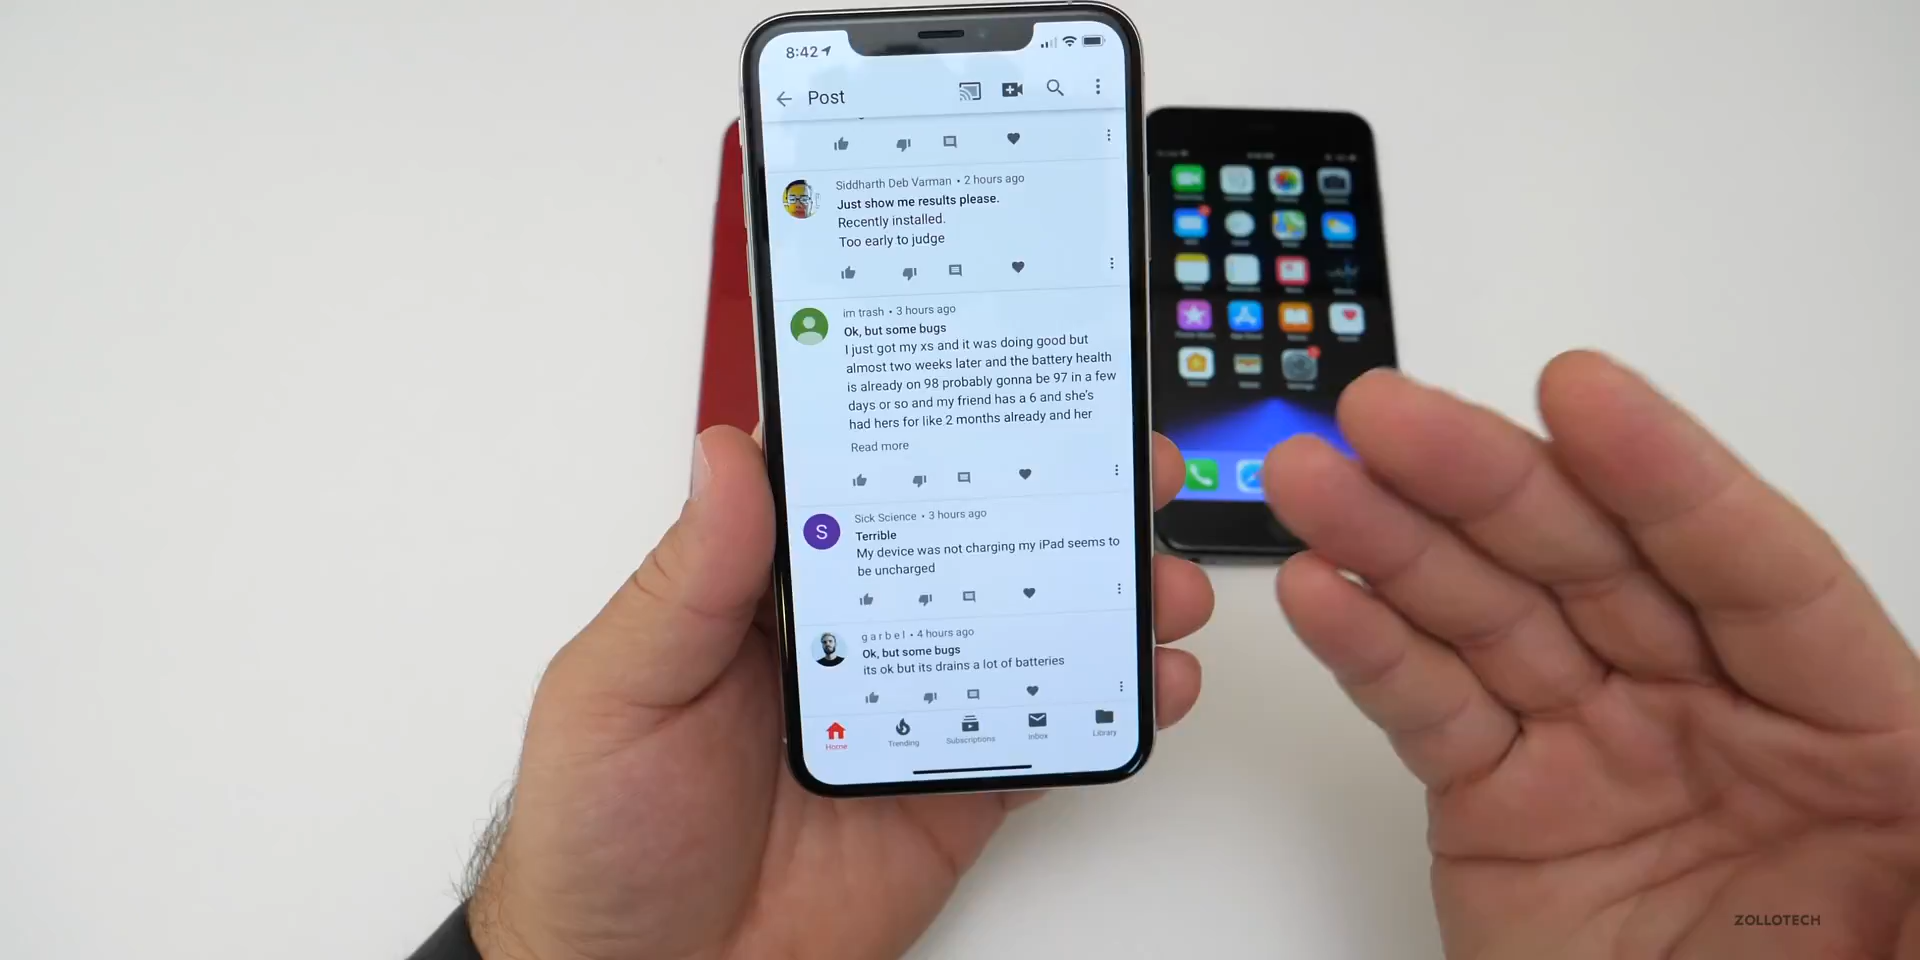 8:42
Post
Siddharth Deb Varman • 2 hours ago
Just show me results please.
Recently installed.
Too early to judge
im trash • 3 hours ago
Ok, but some bugs
I just got my xs and it was doing good but
almost two weeks later and the battery health
is already on 98 probably gonna be 97 in a few
days or so and my friend has a 6 and she's
had hers for like 2 months already and her
Read more
S
Sick Science • 3 hours ago
Terrible
My device was not charging my iPad seems to
be uncharged
g a r b e l • 4 hours ago
Ok, but some bugs
its ok but its drains a lot of batteries
Home
Trending
Subscriptions
Inbox
Library
ZOLLOTECH